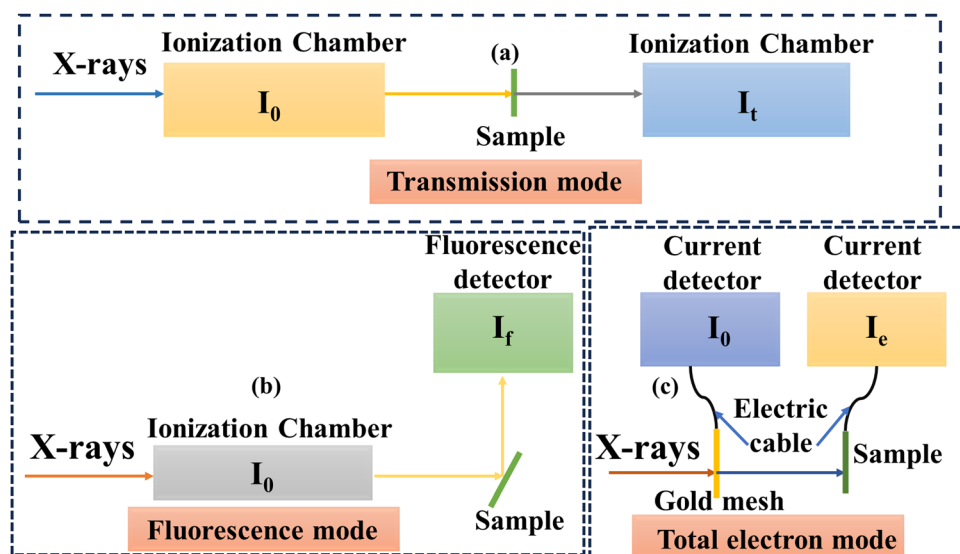 Ionization Chamber
(a)
Ionization Chamber
X-rays
I₀
Iₜ
Sample
Transmission mode
Fluorescence
detector
I_f
(b)
Ionization Chamber
X-rays
I₀
Sample
Fluorescence mode
Current
detector
Current
detector
I₀
Iₑ
(c)
Electric
cable
X-rays
Sample
Gold mesh
Total electron mode